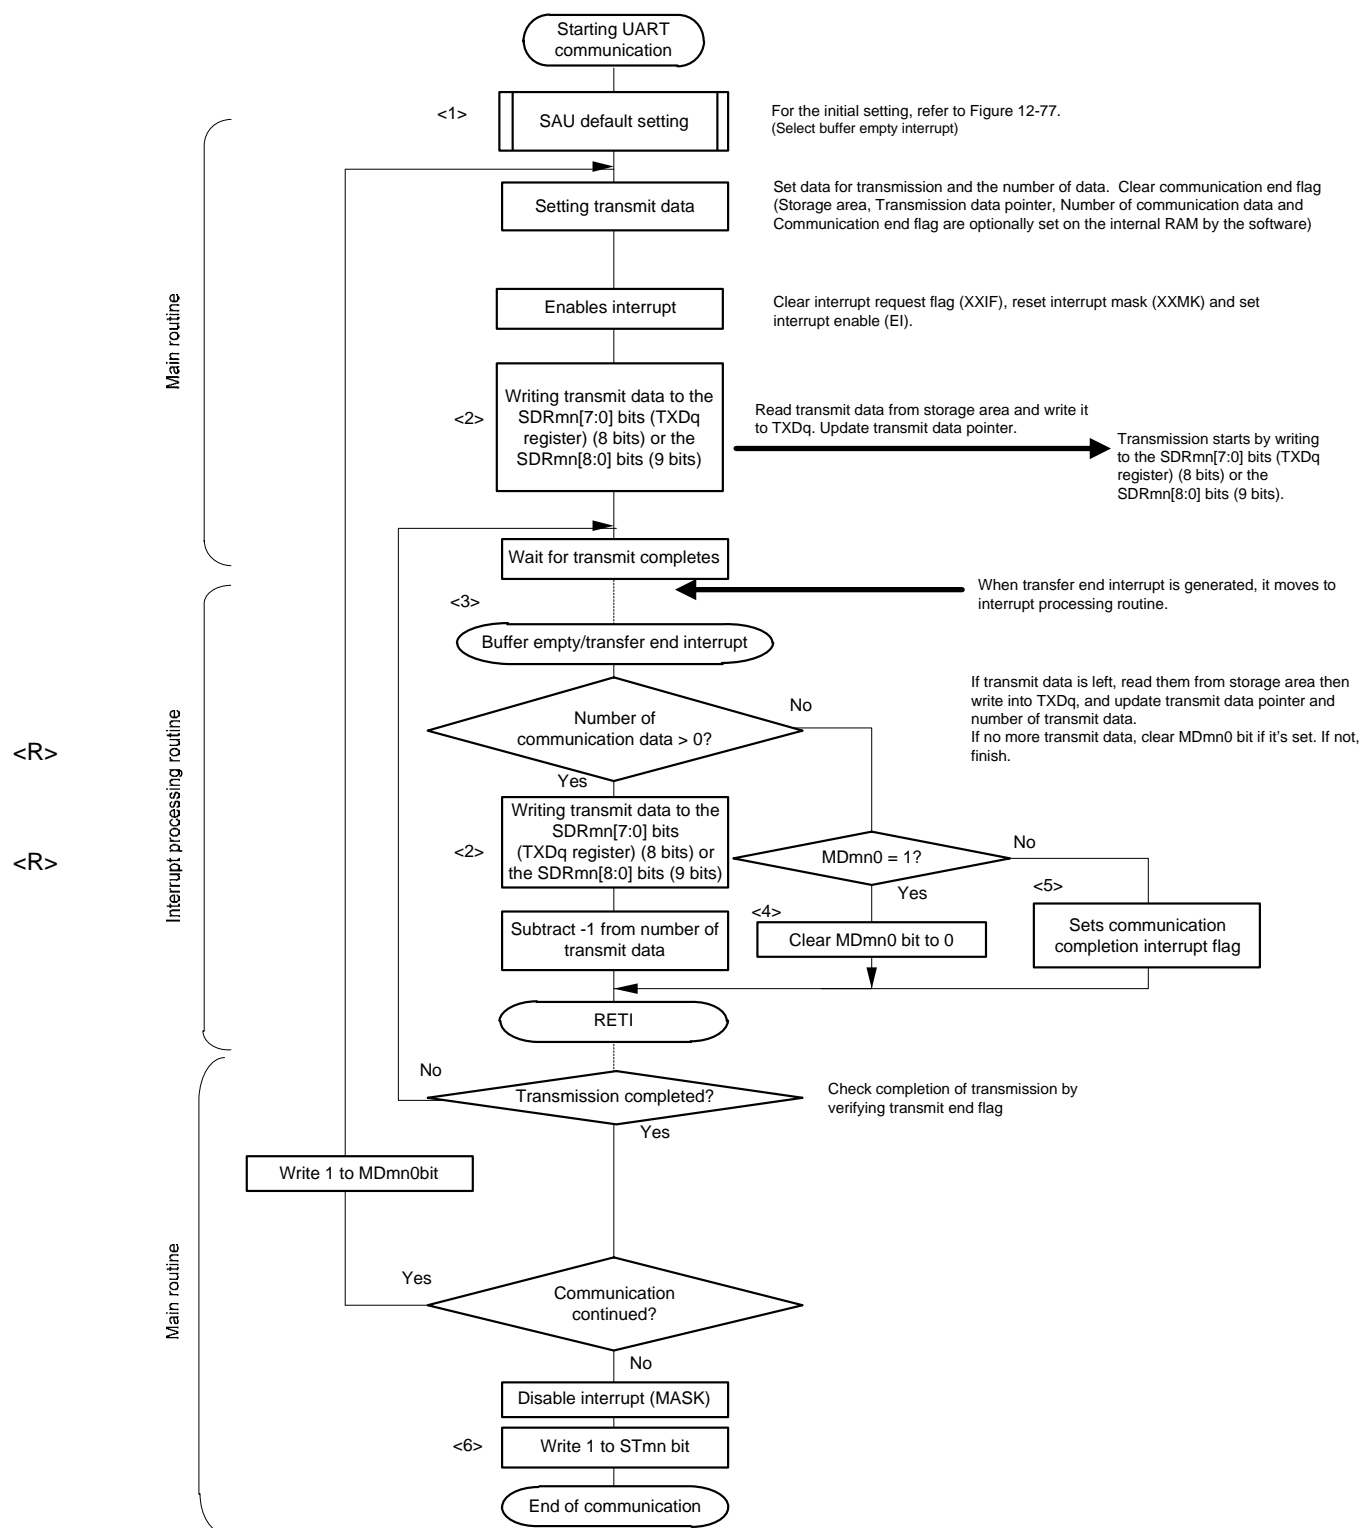 Starting UART
communication
<1>
SAU default setting
For the initial setting, refer to Figure 12-77.
(Select buffer empty interrupt)
Setting transmit data
Set data for transmission and the number of data.  Clear communication end flag
(Storage area, Transmission data pointer, Number of communication data and
Communication end flag are optionally set on the internal RAM by the software)
Main routine
Enables interrupt
Clear interrupt request flag (XXIF), reset interrupt mask (XXMK) and set
interrupt enable (EI).
<2>
Writing transmit data to the
SDRmn[7:0] bits (TXDq
register) (8 bits) or the
SDRmn[8:0] bits (9 bits)
Read transmit data from storage area and write it
to TXDq. Update transmit data pointer.
Transmission starts by writing
to the SDRmn[7:0] bits (TXDq
register) (8 bits) or the
SDRmn[8:0] bits (9 bits).
Wait for transmit completes
When transfer end interrupt is generated, it moves to
interrupt processing routine.
<3>
Buffer empty/transfer end interrupt
If transmit data is left, read them from storage area then
write into TXDq, and update transmit data pointer and
number of transmit data.
If no more transmit data, clear MDmn0 bit if it's set. If not,
finish.
Number of
communication data > 0?
No
Yes
<R>
<R>
Interrupt processing routine
<2>
Writing transmit data to the
SDRmn[7:0] bits
(TXDq register) (8 bits) or
the SDRmn[8:0] bits (9 bits)
MDmn0 = 1?
No
Yes
<4>
<5>
Subtract -1 from number of
transmit data
Clear MDmn0 bit to 0
Sets communication
completion interrupt flag
RETI
No
Transmission completed?
Yes
Check completion of transmission by
verifying transmit end flag
Write 1 to MDmn0bit
Main routine
Yes
Communication
continued?
No
Disable interrupt (MASK)
<6>
Write 1 to STmn bit
End of communication